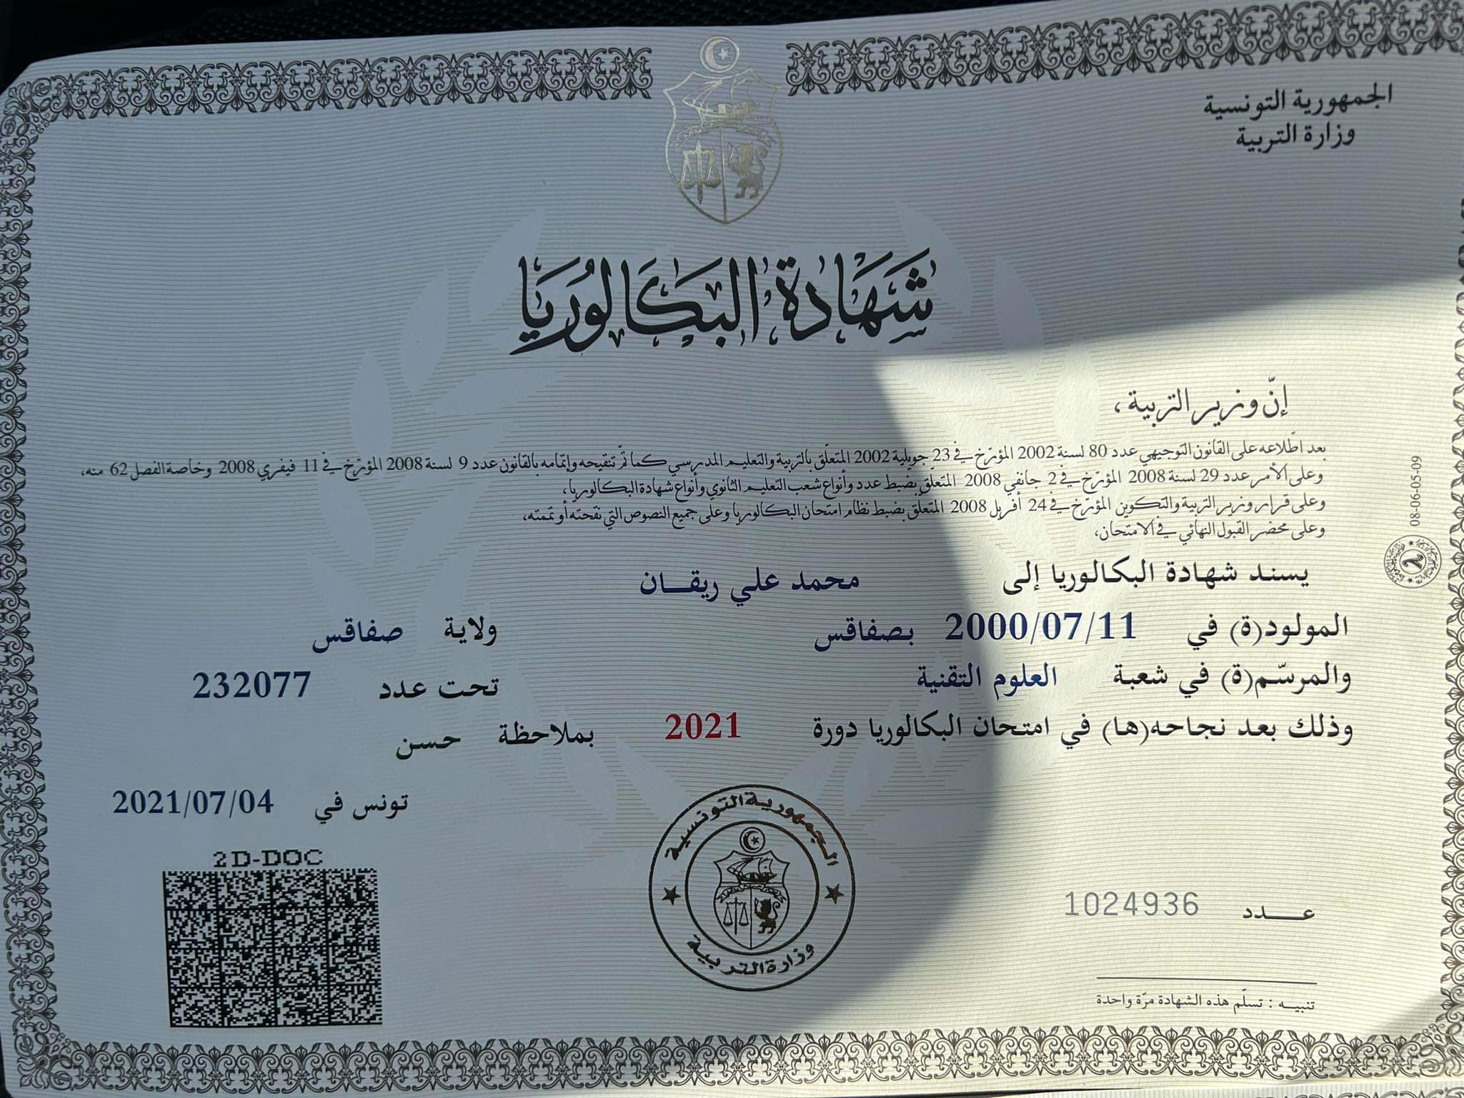 الجمهورية التونسية
وزارة التربية
شهادة البكالوريا
إنّ وزير التربية،
بعد اطّلاعه على القانون التوجيهي عدد 80 لسنة 2002 المؤرّخ في 23 جويلية 2002 المتعلّق بالتربية والتعليم المدرسي كما تمّ تنقيحه وإتمامه بالقانون عدد 9 لسنة 2008 المؤرّخ في 11 فيفري 2008 وخاصة الفصل 62 منه،
وعلى الأمر عدد 29 لسنة 2008 المؤرّخ في 2 جانفي 2008 المتعلّق بضبط عدد وأنواع شعب التعليم الثانوي وأنواع شهادة البكالوريا،
وعلى قرار وزير التربية والتكوين المؤرّخ في 24 أفريل 2008 المتعلّق بضبط نظام امتحان البكالوريا وعلى جميع النصوص التي نقحته أو تممته،
وعلى محضر القبول النهائي في الامتحان،
يسند شهادة البكالوريا إلى محمد علي ريقــان
المولود(ة) في 2000/07/11 بصفاقس ولاية صفاقس
والمرسّم(ة) في شعبة العلوم التقنية تحت عدد 232077
وذلك بعد نجاحه(ها) في امتحان البكالوريا دورة 2021 بملاحظة حسن
تونس في 2021/07/04
2D-DOC
الجمهورية التونسية
وزارة التربية
عـــدد 1024936
تنبيـه : تسلّم هذه الشهادة مرّة واحدة
08-06-05-09